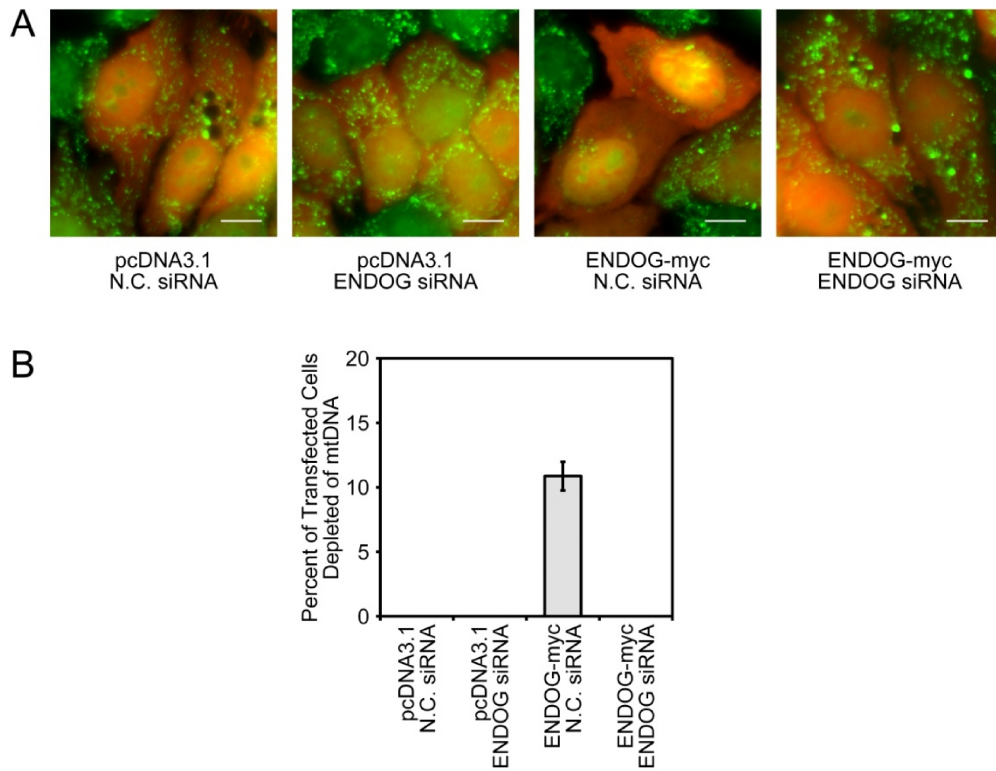 A
pcDNA3.1
N.C. siRNA
pcDNA3.1
ENDOG siRNA
ENDOG-myc
N.C. siRNA
ENDOG-myc
ENDOG siRNA
B
Percent of Transfected Cells
Depleted of mtDNA
20
15
10
5
0
pcDNA3.1
N.C. siRNA
pcDNA3.1
ENDOG siRNA
ENDOG-myc
N.C. siRNA
ENDOG-myc
ENDOG siRNA